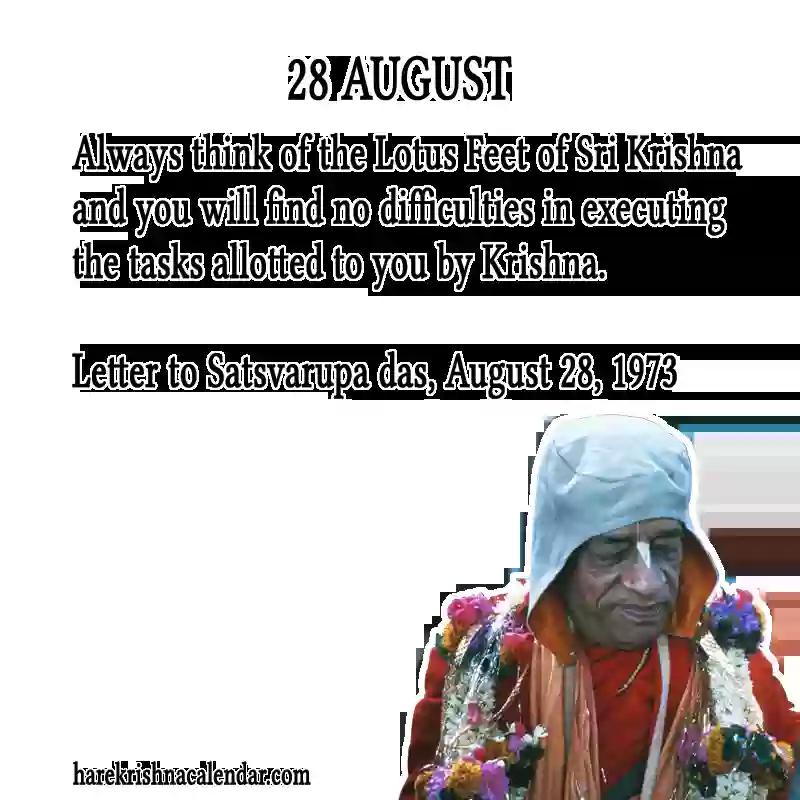 28 AUGUST
Always think of the Lotus Feet of Sri Krishna
and you will find no difficulties in executing
the tasks allotted to you by Krishna.
Letter to Satsvarupa das, August 28, 1973
harekrishnacalendar.com